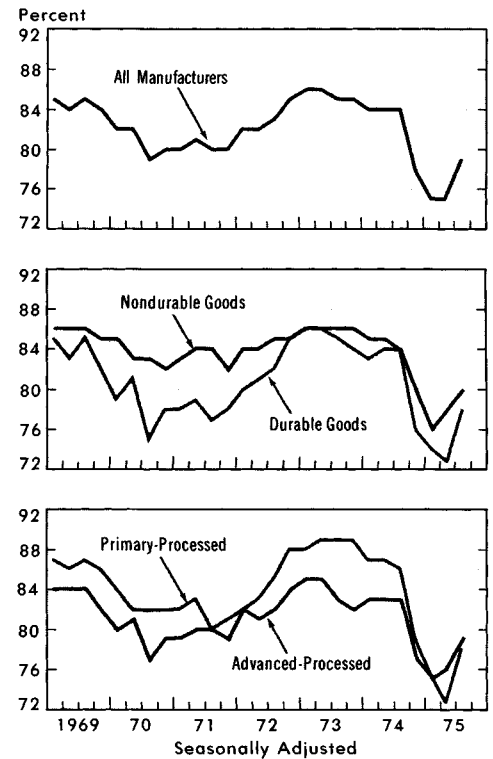 Percent
92
88
84
80
76
72
All Manufacturers
92
88
84
80
76
72
Nondurable Goods
Durable Goods
92
88
84
80
76
72
Primary-Processed
Advanced-Processed
1969 70 71 72 73 74 75
Seasonally Adjusted